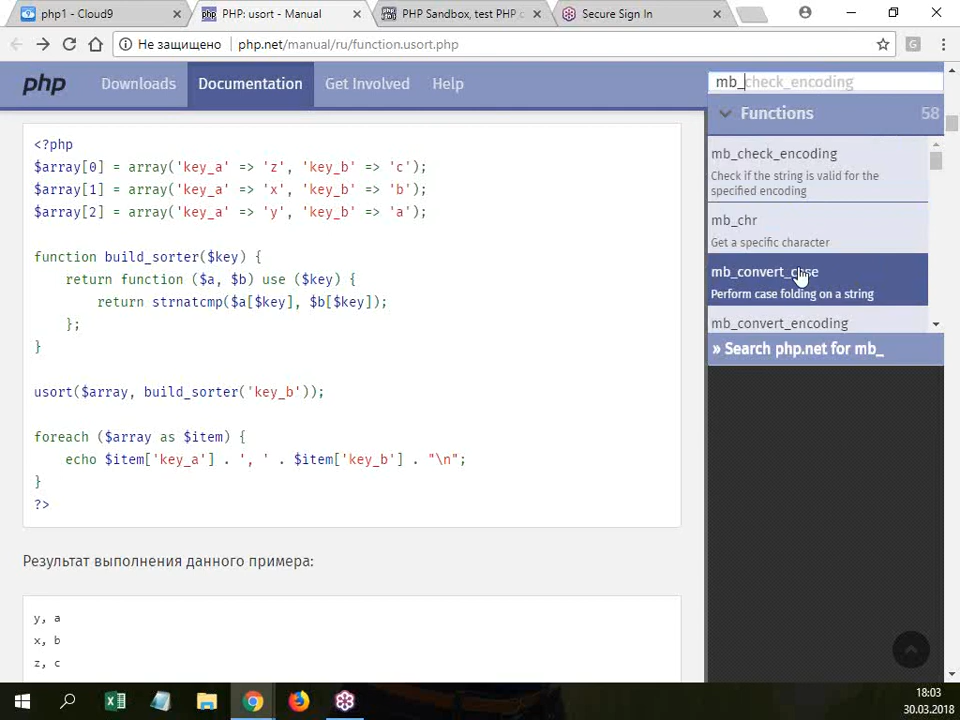 php1 - Cloud9
PHP: usort - Manual
PHP Sandbox, test PHP c
Secure Sign In
Не защищено
php.net/manual/ru/function.usort.php
php
Downloads
Documentation
Get Involved
Help
mb_check_encoding
Functions 58
mb_check_encoding
Check if the string is valid for the
specified encoding
mb_chr
Get a specific character
mb_convert_case
Perform case folding on a string
mb_convert_encoding
» Search php.net for mb_
<?php
$array[0] = array('key_a' => 'z', 'key_b' => 'c');
$array[1] = array('key_a' => 'x', 'key_b' => 'b');
$array[2] = array('key_a' => 'y', 'key_b' => 'a');
function build_sorter($key) {
return function ($a, $b) use ($key) {
return strnatcmp($a[$key], $b[$key]);
};
}
usort($array, build_sorter('key_b'));
foreach ($array as $item) {
echo $item['key_a'] . ', ' . $item['key_b'] . "\n";
}
?>
Результат выполнения данного примера:
y, a
x, b
z, c
18:03
30.03.2018